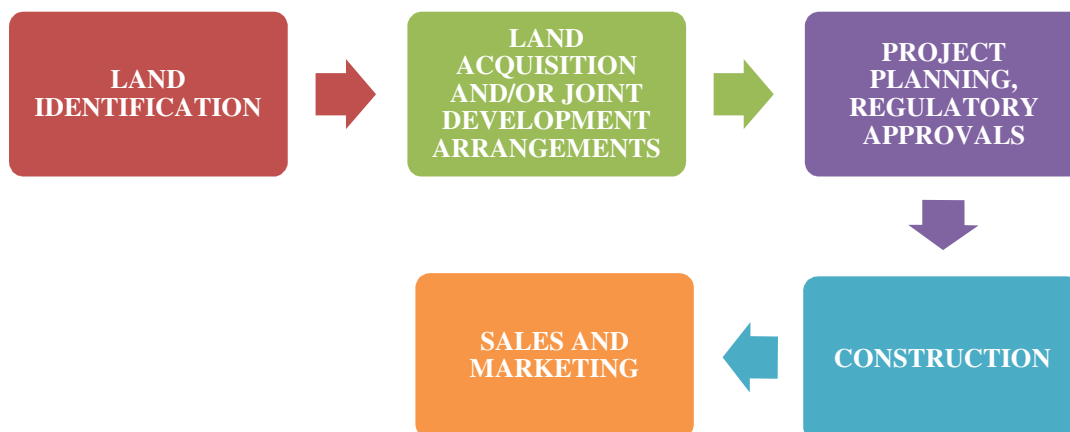 LAND
IDENTIFICATION
LAND
ACQUISITION
AND/OR JOINT
DEVELOPMENT
ARRANGEMENTS
PROJECT
PLANNING,
REGULATORY
APPROVALS
CONSTRUCTION
SALES AND
MARKETING